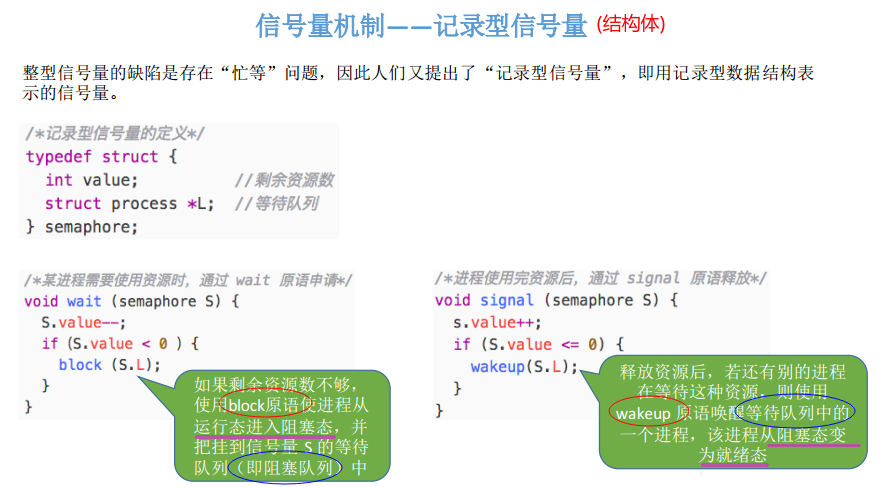 信号量机制——记录型信号量 (结构体)
整型信号量的缺陷是存在“忙等”问题，因此人们又提出了“记录型信号量”，即用记录型数据结构表
示的信号量。
/*记录型信号量的定义*/
typedef struct {
int value; //剩余资源数
struct process *L; //等待队列
} semaphore;
/*某进程需要使用资源时，通过 wait 原语申请*/
void wait (semaphore S) {
S.value--;
if (S.value < 0 ) {
block (S.L);
}
}
如果剩余资源数不够，
使用block原语使进程从
运行态进入阻塞态，并
把挂到信号量 S 的等待
队列（即阻塞队列）中
/*进程使用完资源后，通过 signal 原语释放*/
void signal (semaphore S) {
s.value++;
if (S.value <= 0) {
wakeup(S.L);
}
}
释放资源后，若还有别的进程
在等待这种资源，则使用
wakeup 原语唤醒等待队列中的
一个进程，该进程从阻塞态变
为就绪态